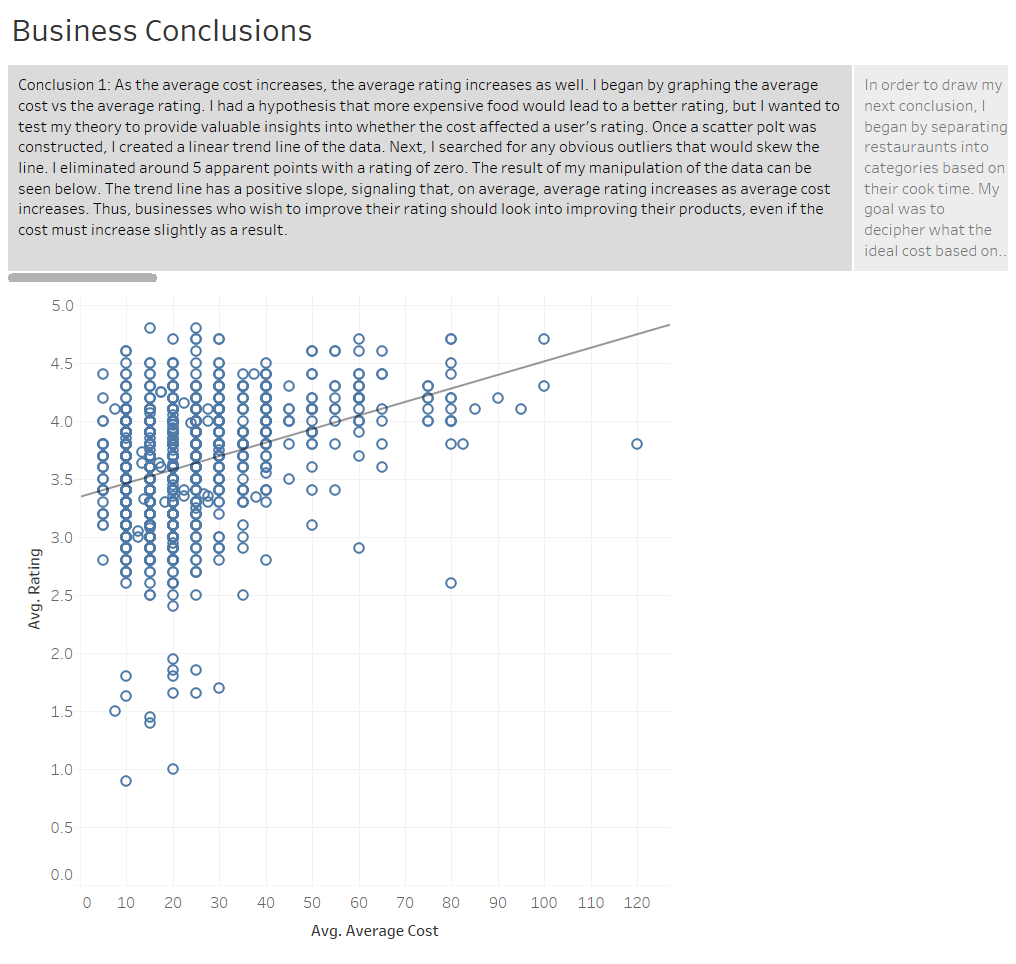 Business Conclusions
Conclusion 1: As the average cost increases, the average rating increases as well. I began by graphing the average
cost vs the average rating. I had a hypothesis that more expensive food would lead to a better rating, but I wanted to
test my theory to provide valuable insights into whether the cost affected a user's rating. Once a scatter polt was
constructed, I created a linear trend line of the data. Next, I searched for any obvious outliers that would skew the
line. I eliminated around 5 apparent points with a rating of zero. The result of my manipulation of the data can be
seen below. The trend line has a positive slope, signaling that, on average, average rating increases as average cost
increases. Thus, businesses who wish to improve their rating should look into improving their products, even if the
cost must increase slightly as a result.
In order to draw my
next conclusion, I
began by separating
restauraunts into
categories based on
their cook time. My
goal was to
decipher what the
ideal cost based on..
5.0
4.5
4.0
3.5
3.0
2.5
2.0
1.5
1.0
0.5
0.0
Avg. Rating
0 10 20 30 40 50 60 70 80 90 100 110 120
Avg. Average Cost